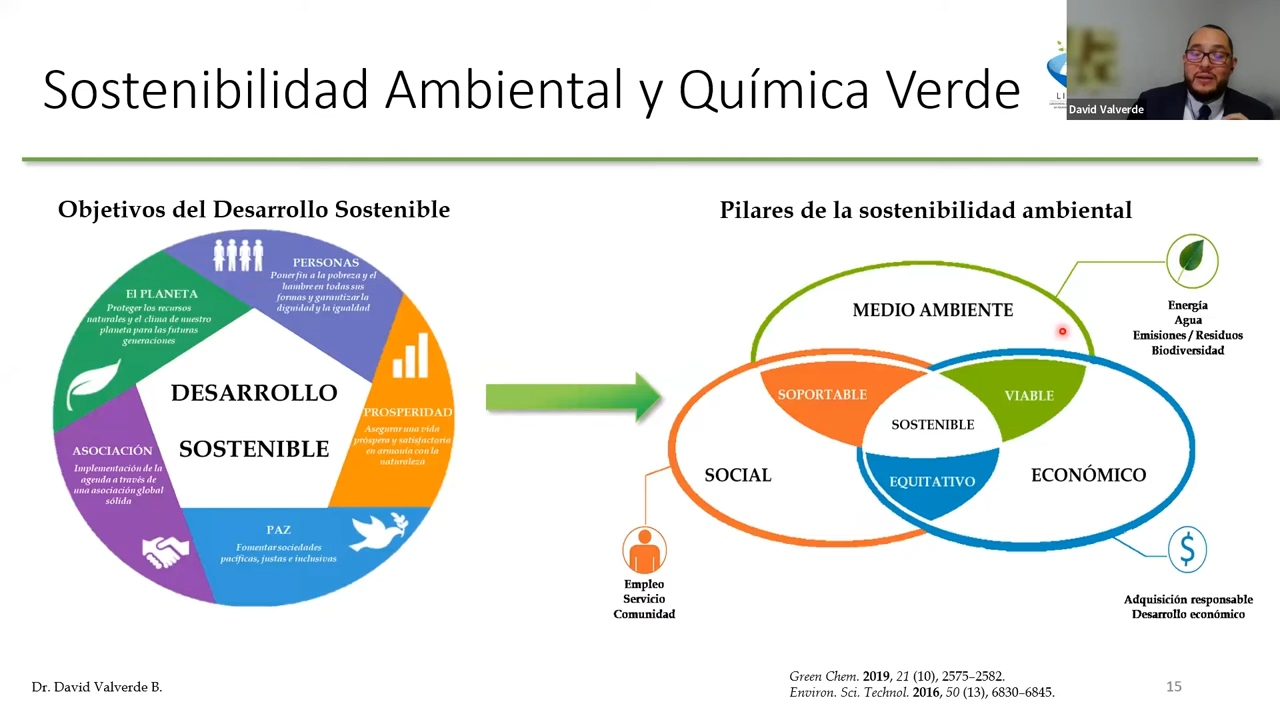 Sostenibilidad Ambiental y Química Verde
David Valverde
Objetivos del Desarrollo Sostenible
PERSONAS
Poner fin a la pobreza y el
hambre en todas sus
formas y garantizar la
dignidad y la igualdad
El PLANETA
Proteger los recursos
naturales y el clima de nuestro
planeta para las futuras
generaciones
PROSPERIDAD
Asegurar una vida
próspera y satisfactoria
en armonía con la
naturaleza
DESARROLLO
SOSTENIBLE
ASOCIACIÓN
Implementación de la
agenda a través de
una asociación global
sólida
PAZ
Fomentar sociedades
pacíficas, justas e inclusivas
Pilares de la sostenibilidad ambiental
MEDIO AMBIENTE
Energía
Agua
Emisiones / Residuos
Biodiversidad
SOPORTABLE
VIABLE
SOSTENIBLE
SOCIAL
EQUITATIVO
ECONÓMICO
Empleo
Servicio
Comunidad
Adquisición responsable
Desarrollo económico
Dr. David Valverde B.
Green Chem. 2019, 21 (10), 2575–2582.
Environ. Sci. Technol. 2016, 50 (13), 6830–6845.
15